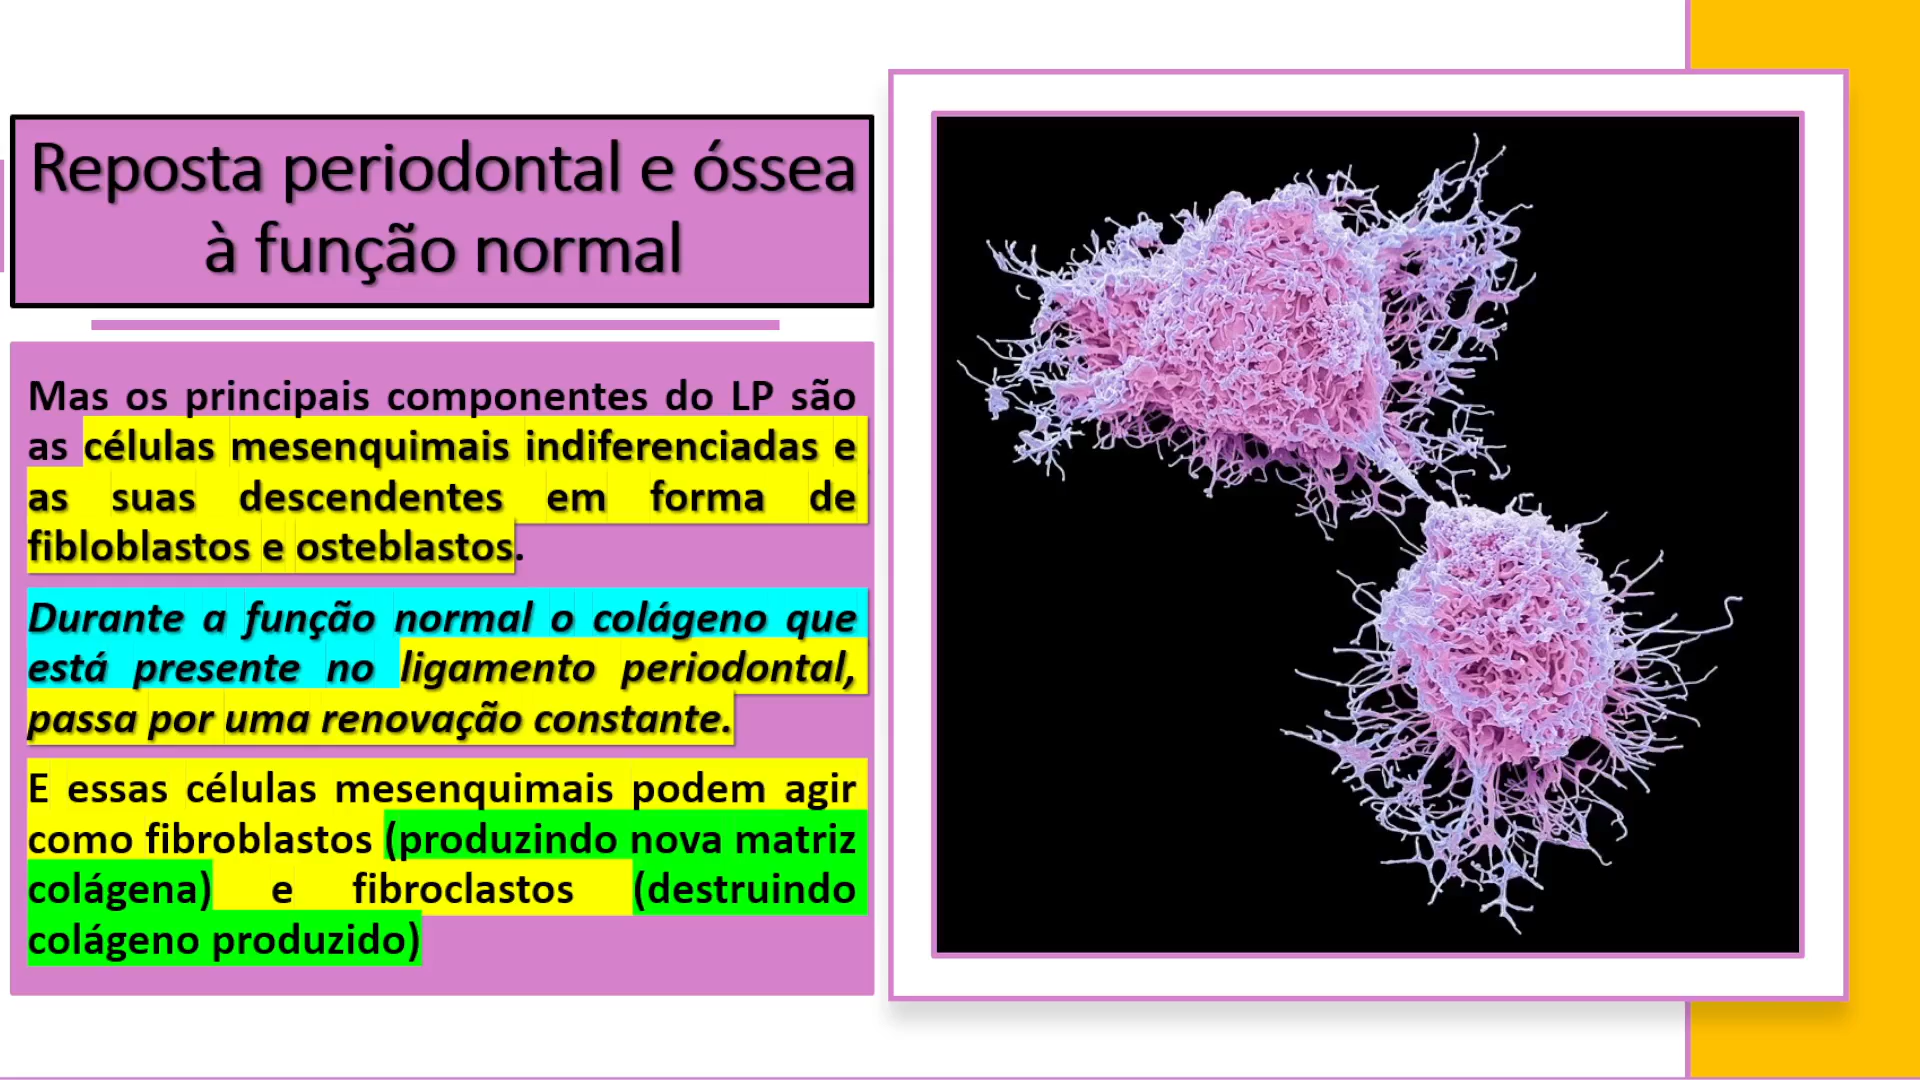 Reposta periodontal e óssea
à função normal
Mas os principais componentes do LP são
as células mesenquimais indiferenciadas e
as suas descendentes em forma de
fibloblastos e osteblastos.
Durante a função normal o colágeno que
está presente no ligamento periodontal,
passa por uma renovação constante.
E essas células mesenquimais podem agir
como fibroblastos (produzindo nova matriz
colágena) e fibroclastos (destruindo
colágeno produzido)